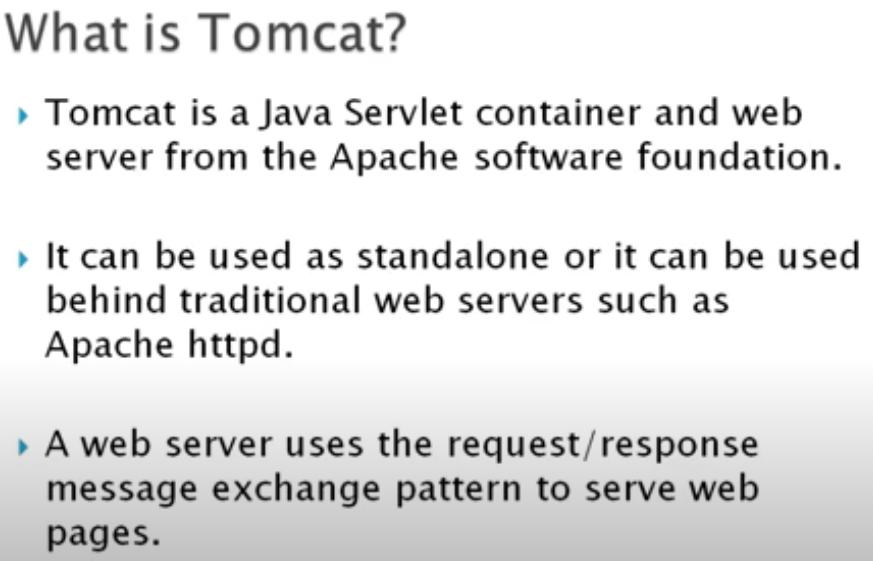 What is Tomcat?
Tomcat is a Java Servlet container and web
server from the Apache software foundation.
It can be used as standalone or it can be used
behind traditional web servers such as
Apache httpd.
A web server uses the request/response
message exchange pattern to serve web
pages.